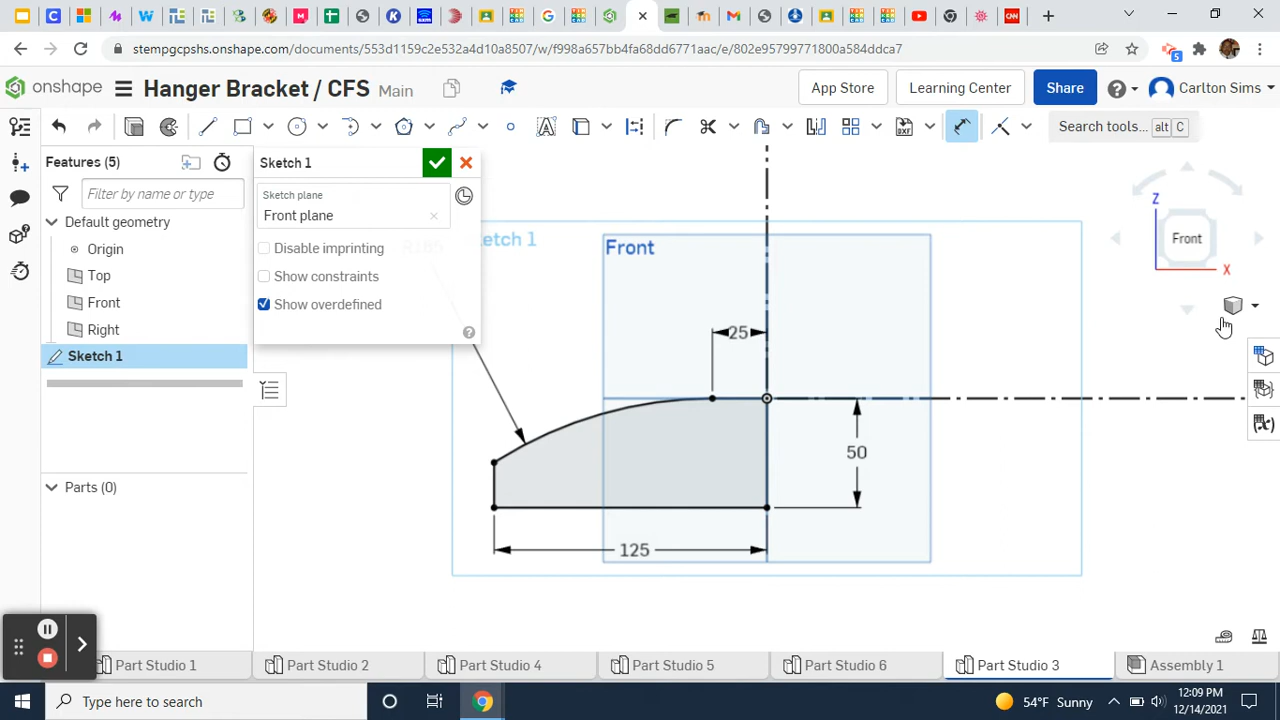 stempgcpshs.onshape.com/documents/553d1159c2e532a4d10a8507/w/f998a657bb4fa68dd6771aac/e/802e95799771800a584ddca7
5
onshape
Hanger Bracket / CFS
Main
App Store
Learning Center
Share
Carlton Sims
Search tools...
alt
C
Features (5)
Filter by name or type
Default geometry
Origin
Top
Front
Right
Sketch 1
Parts (0)
Sketch 1
Sketch plane
Front plane
Disable imprinting
Show constraints
Show overdefined
etch 1
Front
25
50
125
Z
Front
X
(x)
Part Studio 1
Part Studio 2
Part Studio 4
Part Studio 5
Part Studio 6
Part Studio 3
Assembly 1
Type here to search
54°F Sunny
12:09 PM
12/14/2021